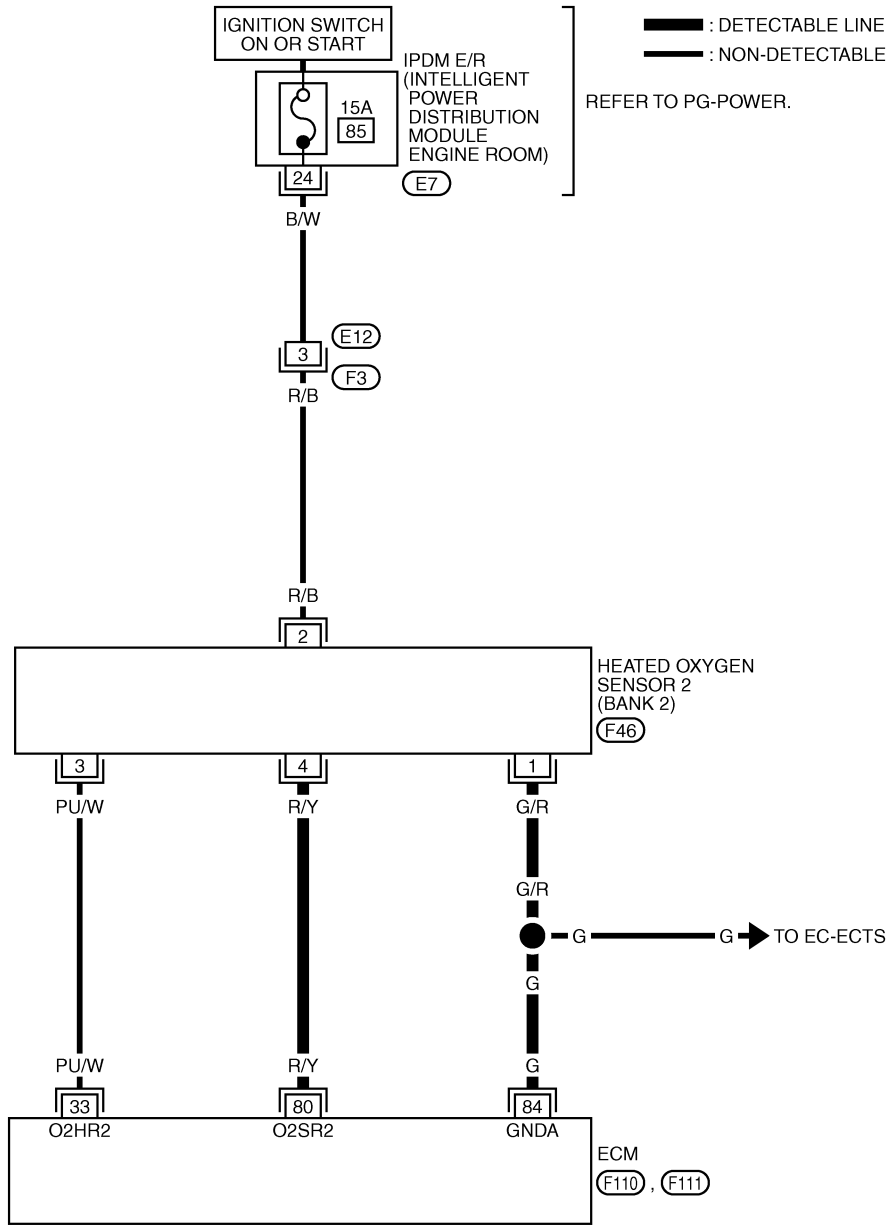 IGNITION SWITCH
ON OR START
: DETECTABLE LINE
: NON-DETECTABLE
IPDM E/R
(INTELLIGENT
POWER
DISTRIBUTION
MODULE
ENGINE ROOM)
E7
15A
85
REFER TO PG-POWER.
24
B/W
E12
3
F3
R/B
R/B
2
HEATED OXYGEN
SENSOR 2
(BANK 2)
F46
3
4
1
PU/W
R/Y
G/R
G/R
G
G
TO EC-ECTS
G
PU/W
R/Y
G
33
80
84
O2HR2
O2SR2
GNDA
ECM
F110 , F111